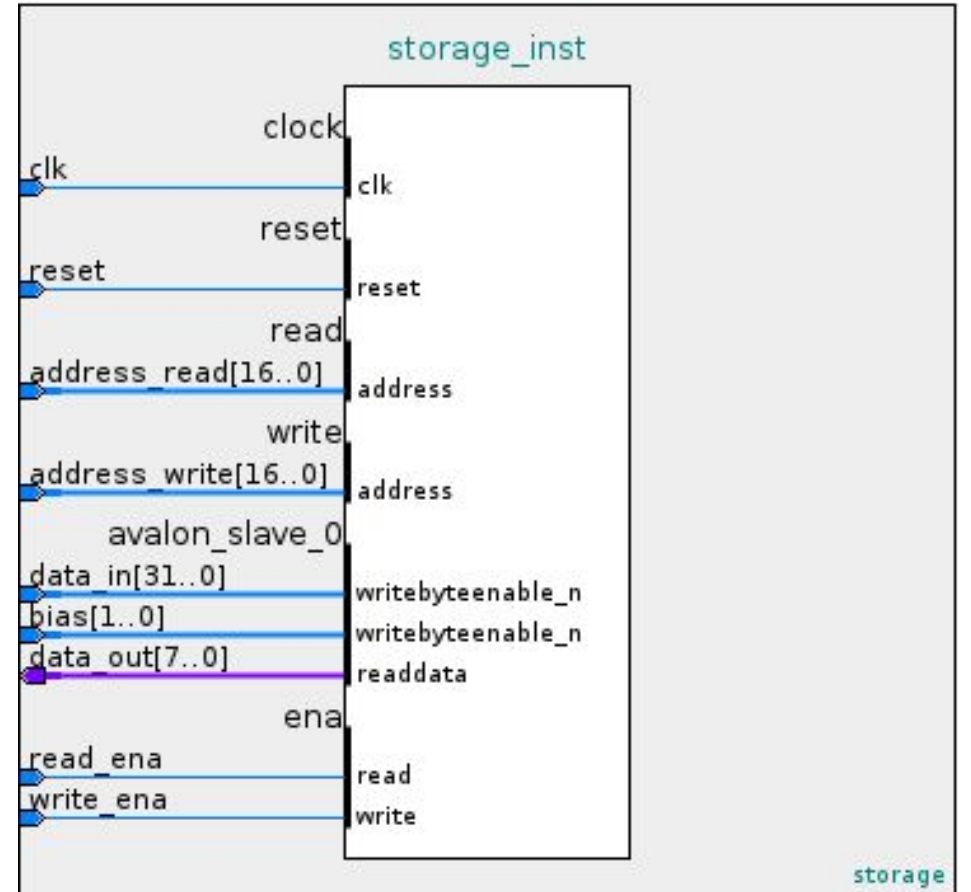 storage_inst
clock
clk
clk
reset
reset
reset
read
address_read[16..0]
address
write
address_write[16..0]
address
avalon_slave_0
data_in[31..0]
writebyteenable_n
bias[1..0]
writebyteenable_n
data_out[7..0]
readdata
ena
read_ena
read
write_ena
write
storage